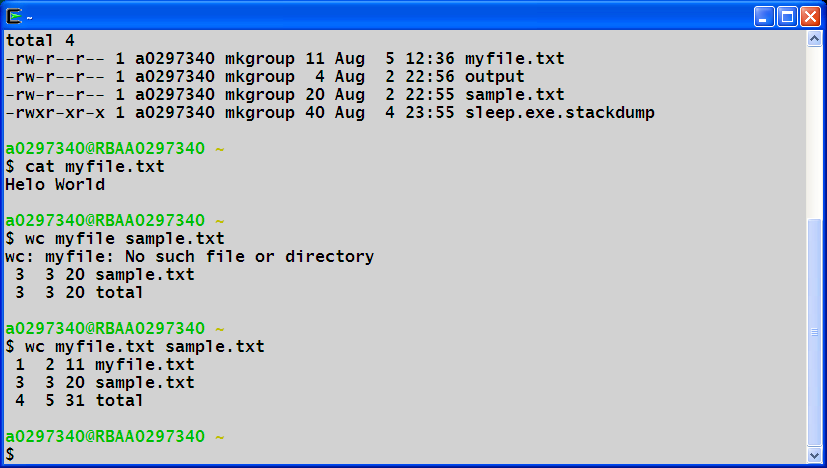 ~
total 4
-rw-r--r-- 1 a0297340 mkgroup 11 Aug  5 12:36 myfile.txt
-rw-r--r-- 1 a0297340 mkgroup  4 Aug  2 22:56 output
-rw-r--r-- 1 a0297340 mkgroup 20 Aug  2 22:55 sample.txt
-rwxr-xr-x 1 a0297340 mkgroup 40 Aug  4 23:55 sleep.exe.stackdump
a0297340@RBAA0297340 ~
$ cat myfile.txt
Helo World
a0297340@RBAA0297340 ~
$ wc myfile sample.txt
wc: myfile: No such file or directory
 3  3 20 sample.txt
 3  3 20 total
a0297340@RBAA0297340 ~
$ wc myfile.txt sample.txt
 1  2 11 myfile.txt
 3  3 20 sample.txt
 4  5 31 total
a0297340@RBAA0297340 ~
$